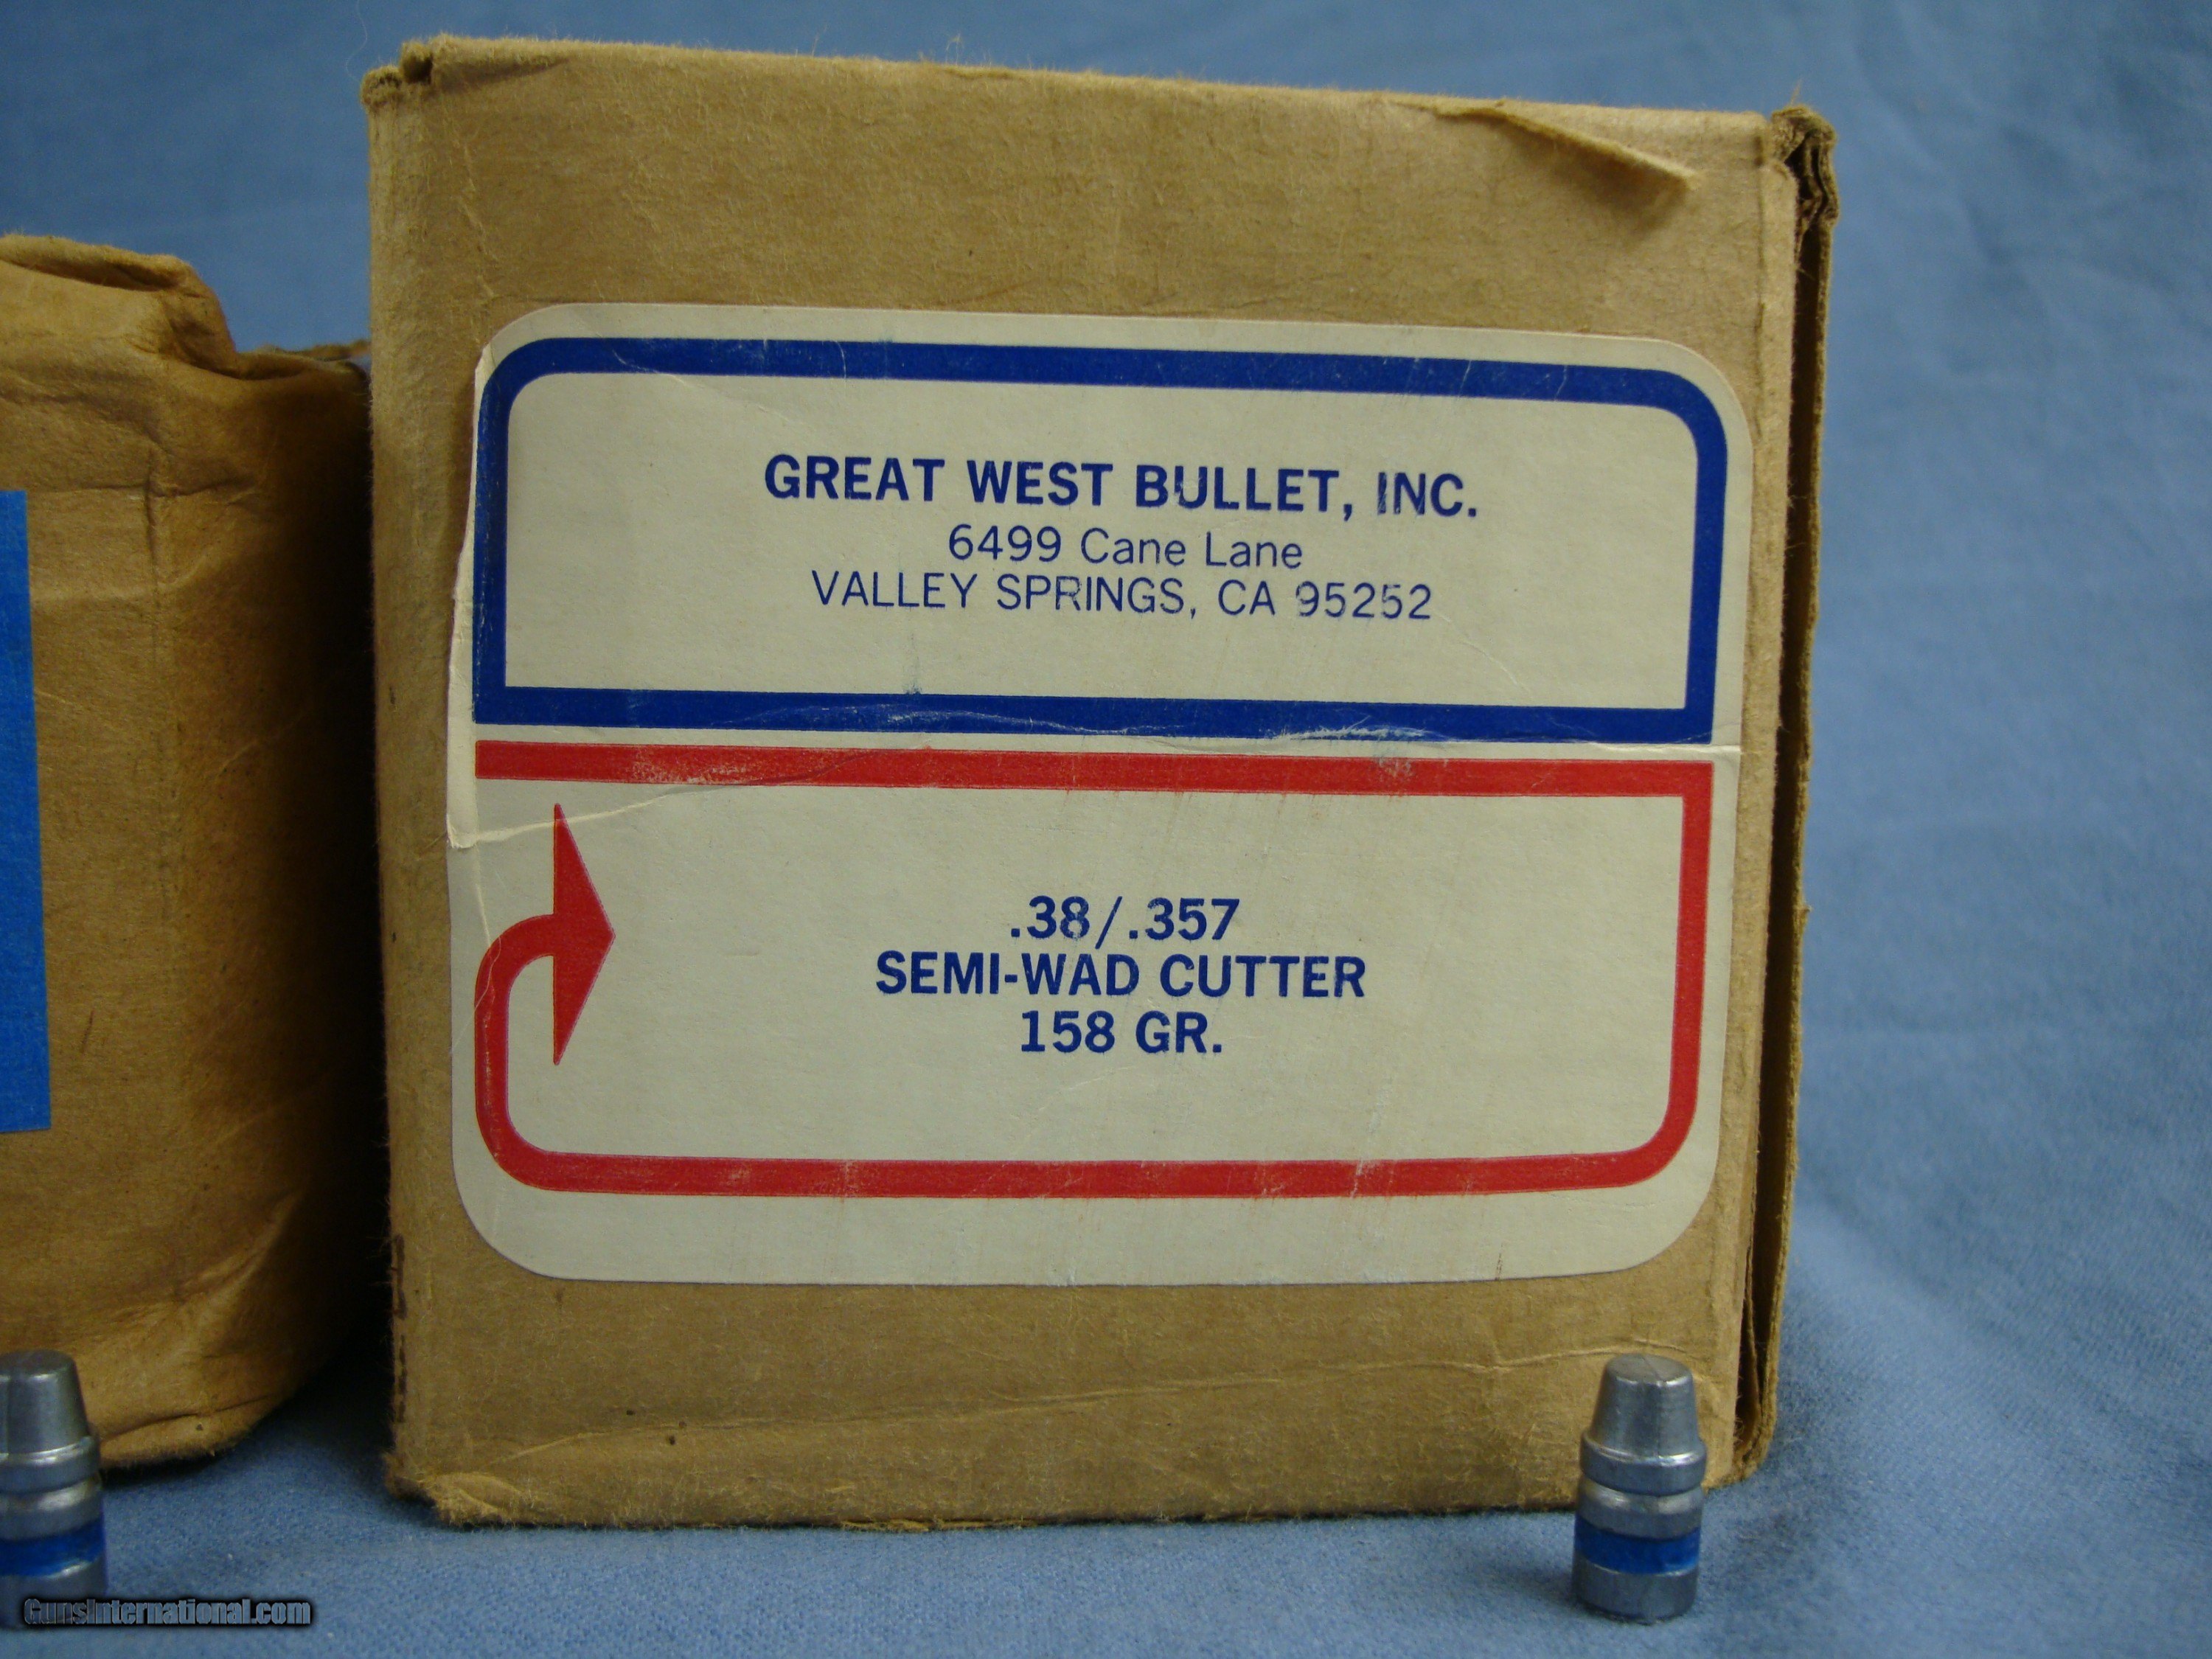 GREAT WEST BULLET, INC.
6499 Cane Lane
VALLEY SPRINGS, CA 95252
.38/.357
SEMI-WAD CUTTER
158 GR.
GunsInternational.com